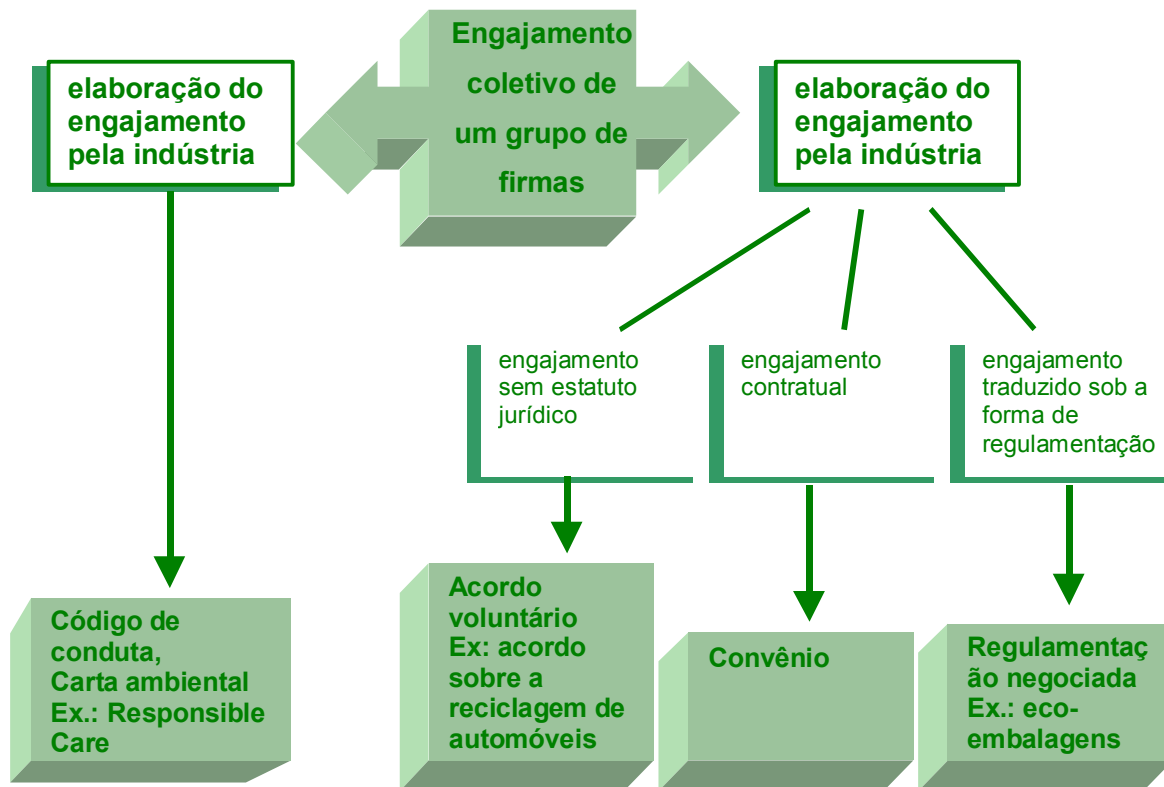 Engajamento
coletivo de
um grupo de
firmas
elaboração do
engajamento
pela indústria
elaboração do
engajamento
pela indústria
engajamento
sem estatuto
jurídico
engajamento
contratual
engajamento
traduzido sob a
forma de
regulamentação
Código de
conduta,
Carta ambiental
Ex.: Responsible
Care
Acordo
voluntário
Ex: acordo
sobre a
reciclagem de
automóveis
Convênio
Regulamentaç
ão negociada
Ex.: eco-
embalagens